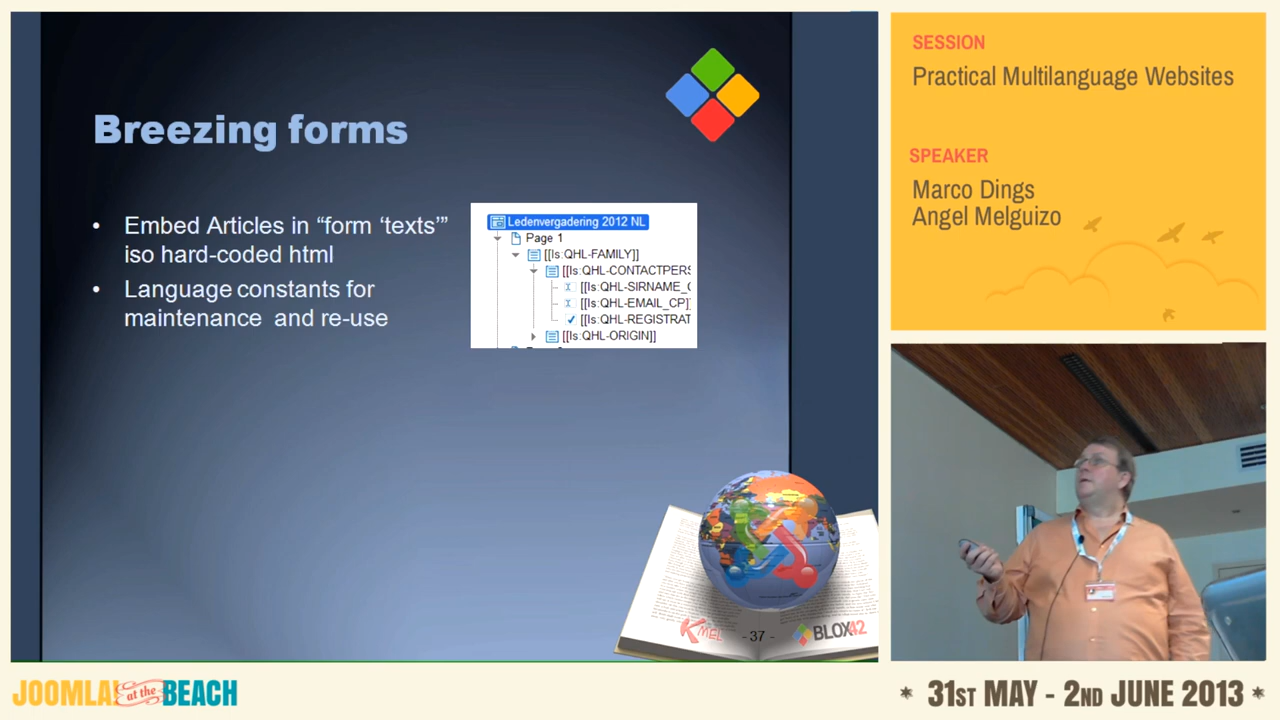 Breezing forms
• Embed Articles in “form ‘texts’”
iso hard-coded html
• Language constants for
maintenance and re-use
Ledenvergadering 2012 NL
Page 1
[[ls:QHL-FAMILY]]
[[ls:QHL-CONTACTPERS
[[ls:QHL-SIRNAME_
[[ls:QHL-EMAIL_CP]]
[[ls:QHL-REGISTRAT
[[ls:QHL-ORIGIN]]
KMEL
- 37 -
BLOX42
SESSION
Practical Multilanguage Websites
SPEAKER
Marco Dings
Angel Melguizo
JOOMLA! at the BEACH
* 31ST MAY - 2ND JUNE 2013 *